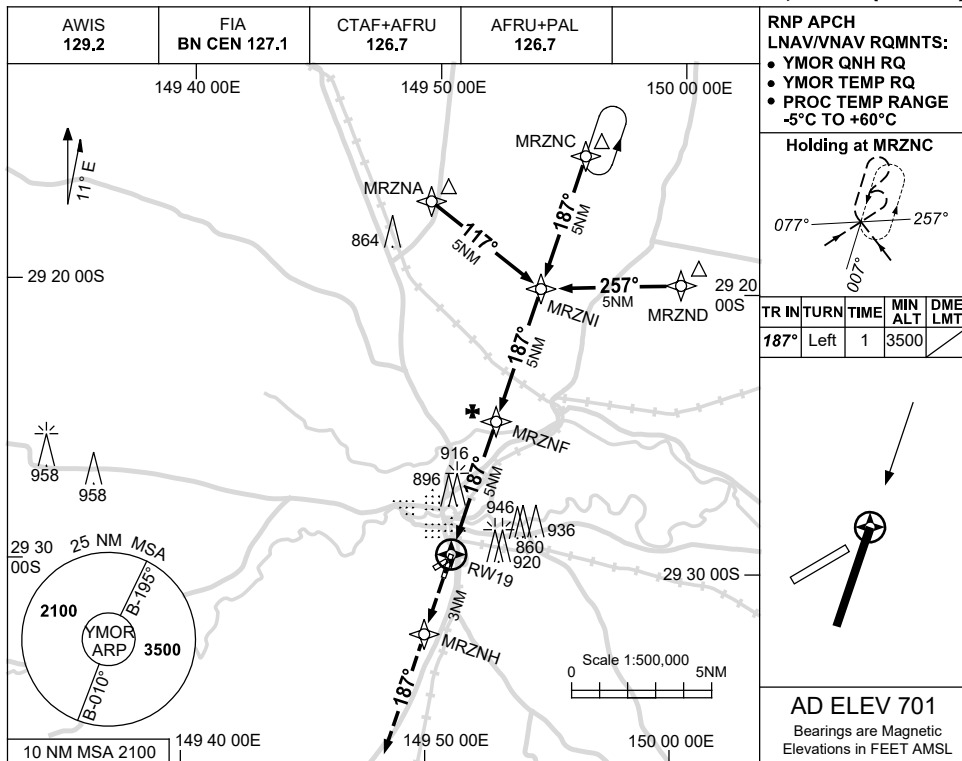 AWIS
129.2
FIA
BN CEN 127.1
CTAF+AFRU
126.7
AFRU+PAL
126.7
RNP APCH
LNAV/VNAV RQMNTS:
• YMOR QNH RQ
• YMOR TEMP RQ
• PROC TEMP RANGE
-5°C TO +60°C
149 40 00E
149 50 00E
150 00 00E
Holding at MRZNC
077°
257°
007°
TR IN TURN TIME MIN ALT DME LMT
187° Left 1 3500
11° E
MRZNC
MRZNA
864
117°
5NM
187°
5NM
257°
5NM
29 20 00S
29 20
00S
MRZNI
MRZND
187°
5NM
MRZNF
958
958
916
896
187°
5NM
946
936
860
920
29 30
00S
RW19
29 30 00S
25 NM MSA
B-195°
2100
YMOR
ARP
3500
B-010°
3NM
MRZNH
187°
Scale 1:500,000
0
5NM
10 NM MSA 2100
149 40 00E
149 50 00E
150 00 00E
AD ELEV 701
Bearings are Magnetic
Elevations in FEET AMSL